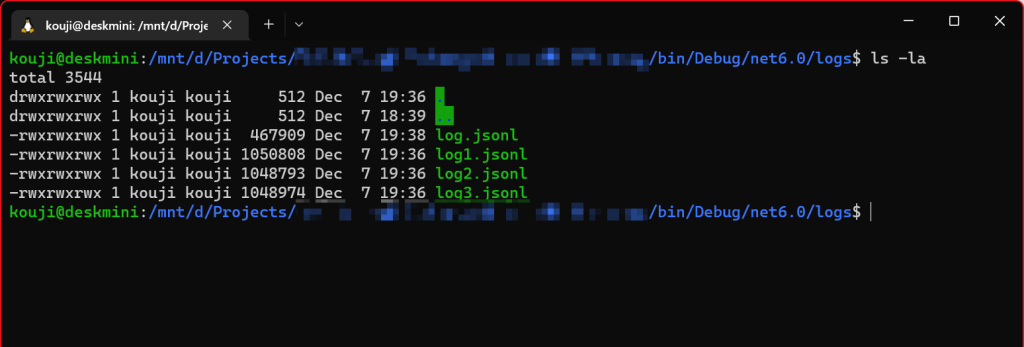 kouji@deskmini: /mnt/d/Proje
kouji@deskmini:/mnt/d/Projects/ /bin/Debug/net6.0/logs$ ls -la
total 3544
drwxrwxrwx 1 kouji kouji     512 Dec  7 19:36 .
drwxrwxrwx 1 kouji kouji     512 Dec  7 18:39 ..
-rwxrwxrwx 1 kouji kouji  467909 Dec  7 19:38 log.jsonl
-rwxrwxrwx 1 kouji kouji 1050808 Dec  7 19:36 log1.jsonl
-rwxrwxrwx 1 kouji kouji 1048793 Dec  7 19:36 log2.jsonl
-rwxrwxrwx 1 kouji kouji 1048974 Dec  7 19:36 log3.jsonl
kouji@deskmini:/mnt/d/Projects/ /bin/Debug/net6.0/logs$